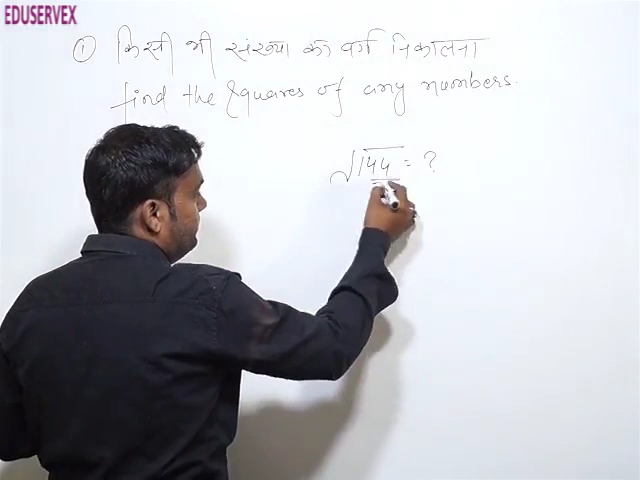 EDUSERVEX
① किसी भी संख्या का वर्ग निकालना
find the squares of any numbers.
√144 = ?